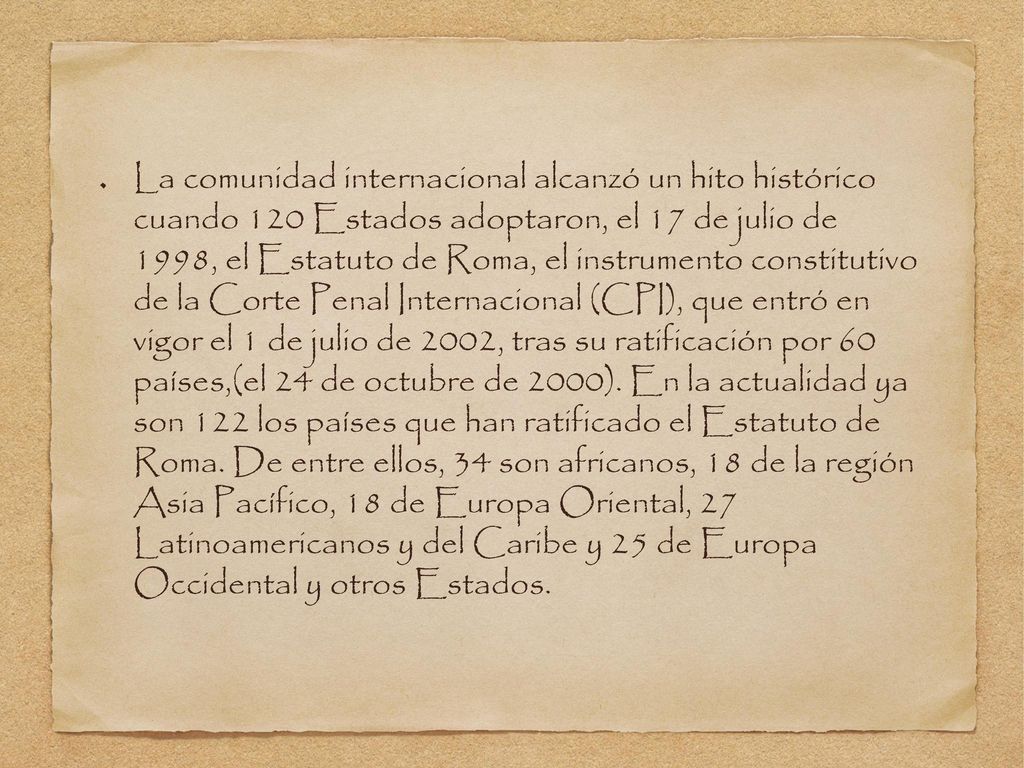 • La comunidad internacional alcanzó un hito histórico
cuando 120 Estados adoptaron, el 17 de julio de
1998, el Estatuto de Roma, el instrumento constitutivo
de la Corte Penal Internacional (CPI), que entró en
vigor el 1 de julio de 2002, tras su ratificación por 60
países,(el 24 de octubre de 2000). En la actualidad ya
son 122 los países que han ratificado el Estatuto de
Roma. De entre ellos, 34 son africanos, 18 de la región
Asia Pacífico, 18 de Europa Oriental, 27
Latinoamericanos y del Caribe y 25 de Europa
Occidental y otros Estados.